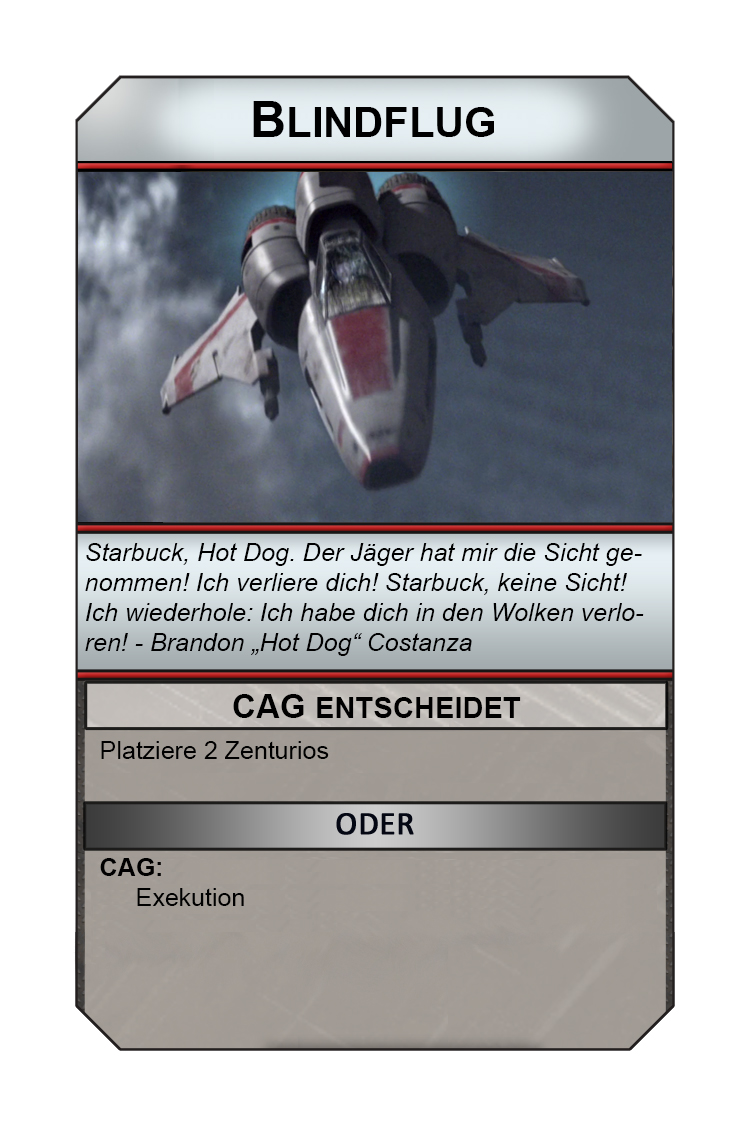 BLINDFLUG
Starbuck, Hot Dog. Der Jäger hat mir die Sicht ge-
nommen! Ich verliere dich! Starbuck, keine Sicht!
Ich wiederhole: Ich habe dich in den Wolken verlo-
ren! - Brandon „Hot Dog“ Costanza
CAG ENTSCHEIDET
Platziere 2 Zenturios
ODER
CAG:
Exekution